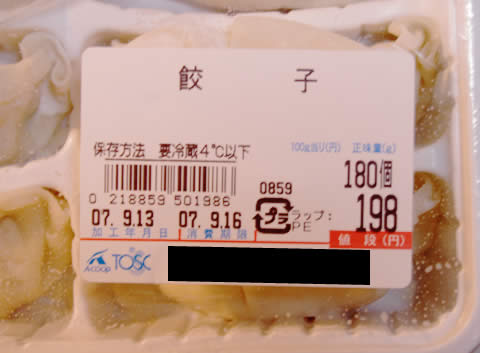 餃 子
保存方法 要冷蔵4℃以下
100g当り(円) 正味量(g)
180個
0 218859 501986
0859
プラ ラップ: PE
198
07. 9.13 07. 9.16
加工年月日 消費期限
値段(円)
A-COOP TOSC